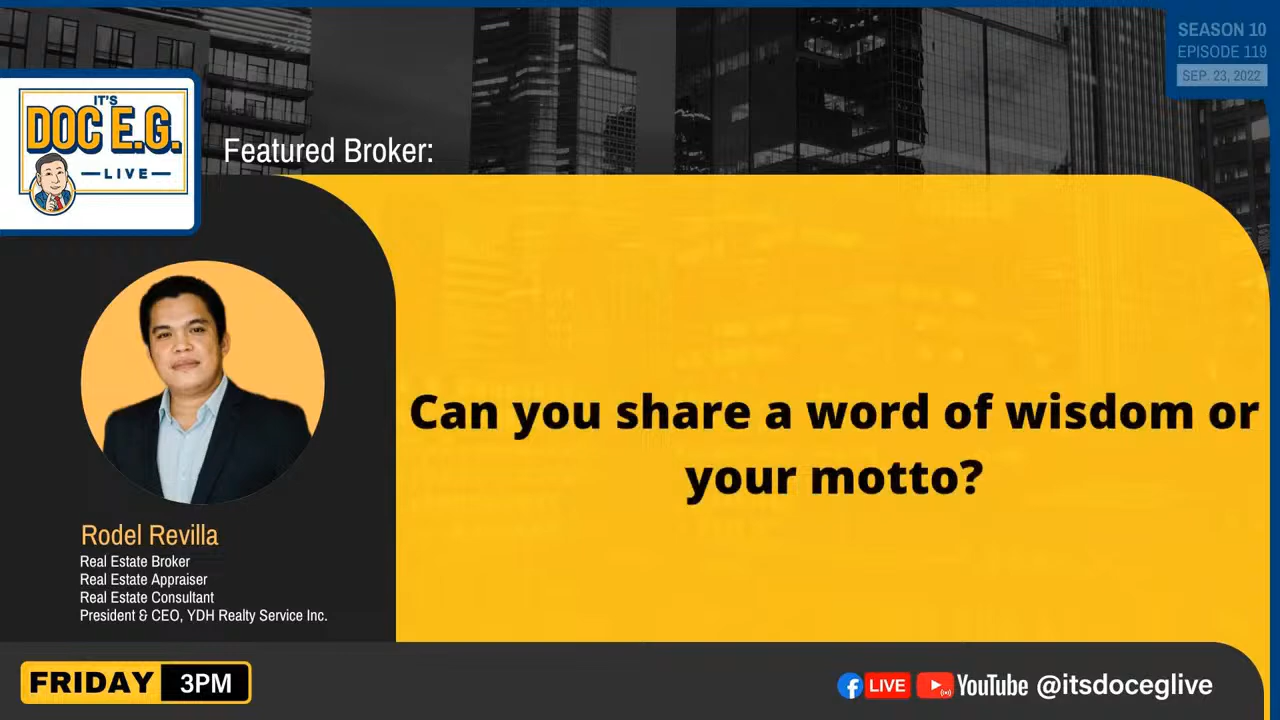 SEASON 10
EPISODE 119
SEP. 23, 2022
IT'S
DOC E.G.
LIVE
Featured Broker:
Can you share a word of wisdom or
your motto?
Rodel Revilla
Real Estate Broker
Real Estate Appraiser
Real Estate Consultant
President & CEO, YDH Realty Service Inc.
FRIDAY 3PM
LIVE YouTube @itsdoceglive